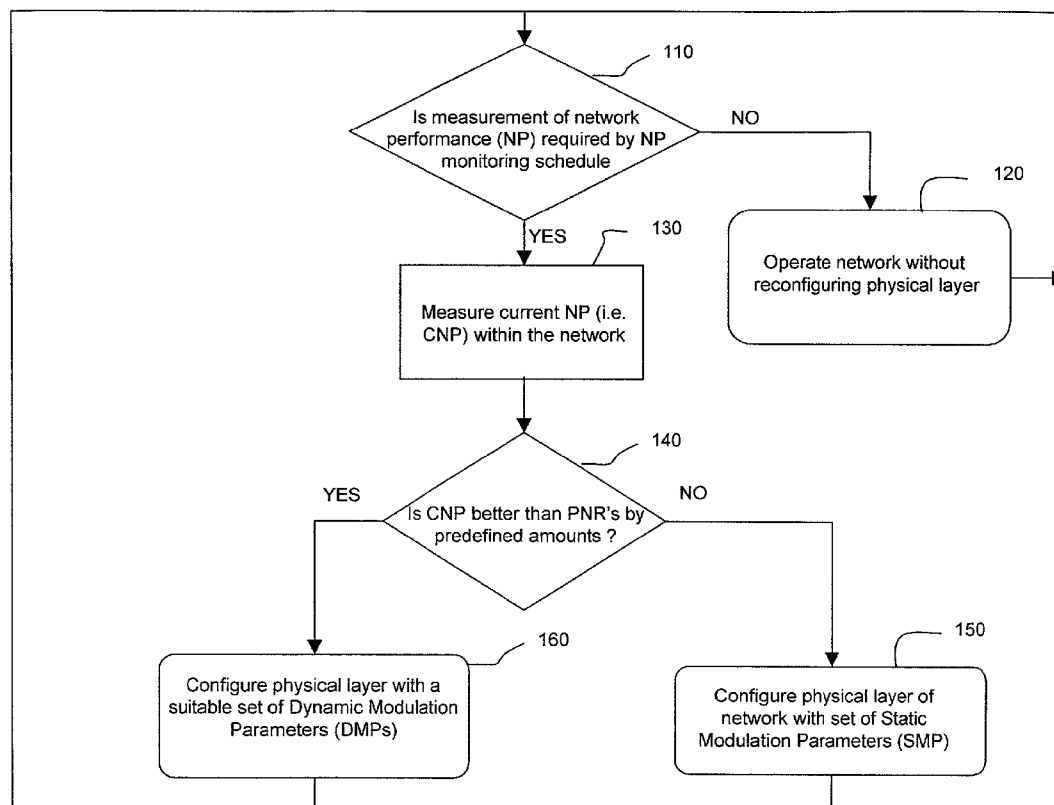 110
Is measurement of network
performance (NP) required by NP
monitoring schedule
NO
120
YES
130
Operate network without
reconfiguring physical layer
Measure current NP (i.e.
CNP) within the network
140
YES
NO
Is CNP better than PNR's by
predefined amounts ?
160
150
Configure physical layer with a
suitable set of Dynamic Modulation
Parameters (DMPs)
Configure physical layer of
network with set of Static
Modulation Parameters (SMP)